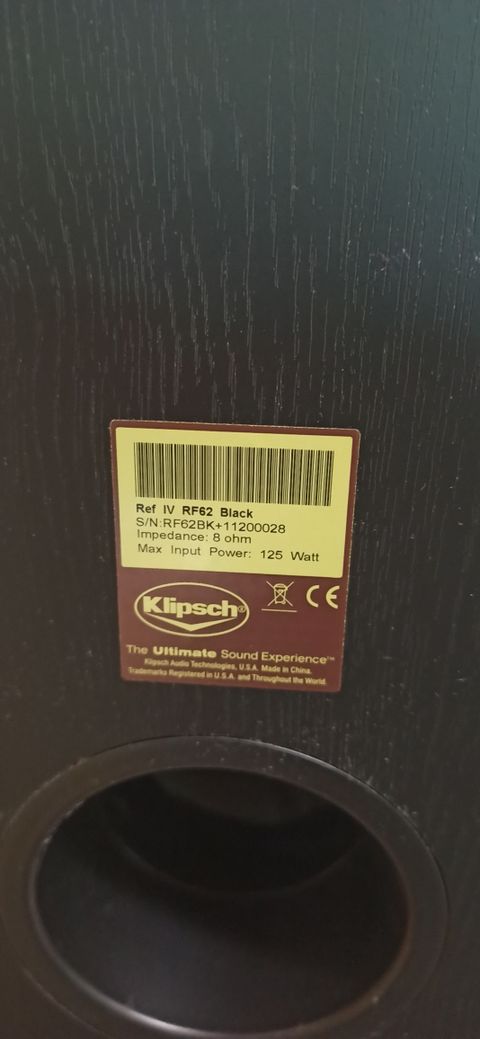 Ref IV RF62 Black
S/N:RF62BK+11200028
Impedance: 8 ohm
Max Input Power: 125 Watt
Klipsch®
CE
The Ultimate Sound Experience™
Klipsch Audio Technologies, U.S.A. Made in China.
Trademarks Registered in U.S.A. and Throughout the World.